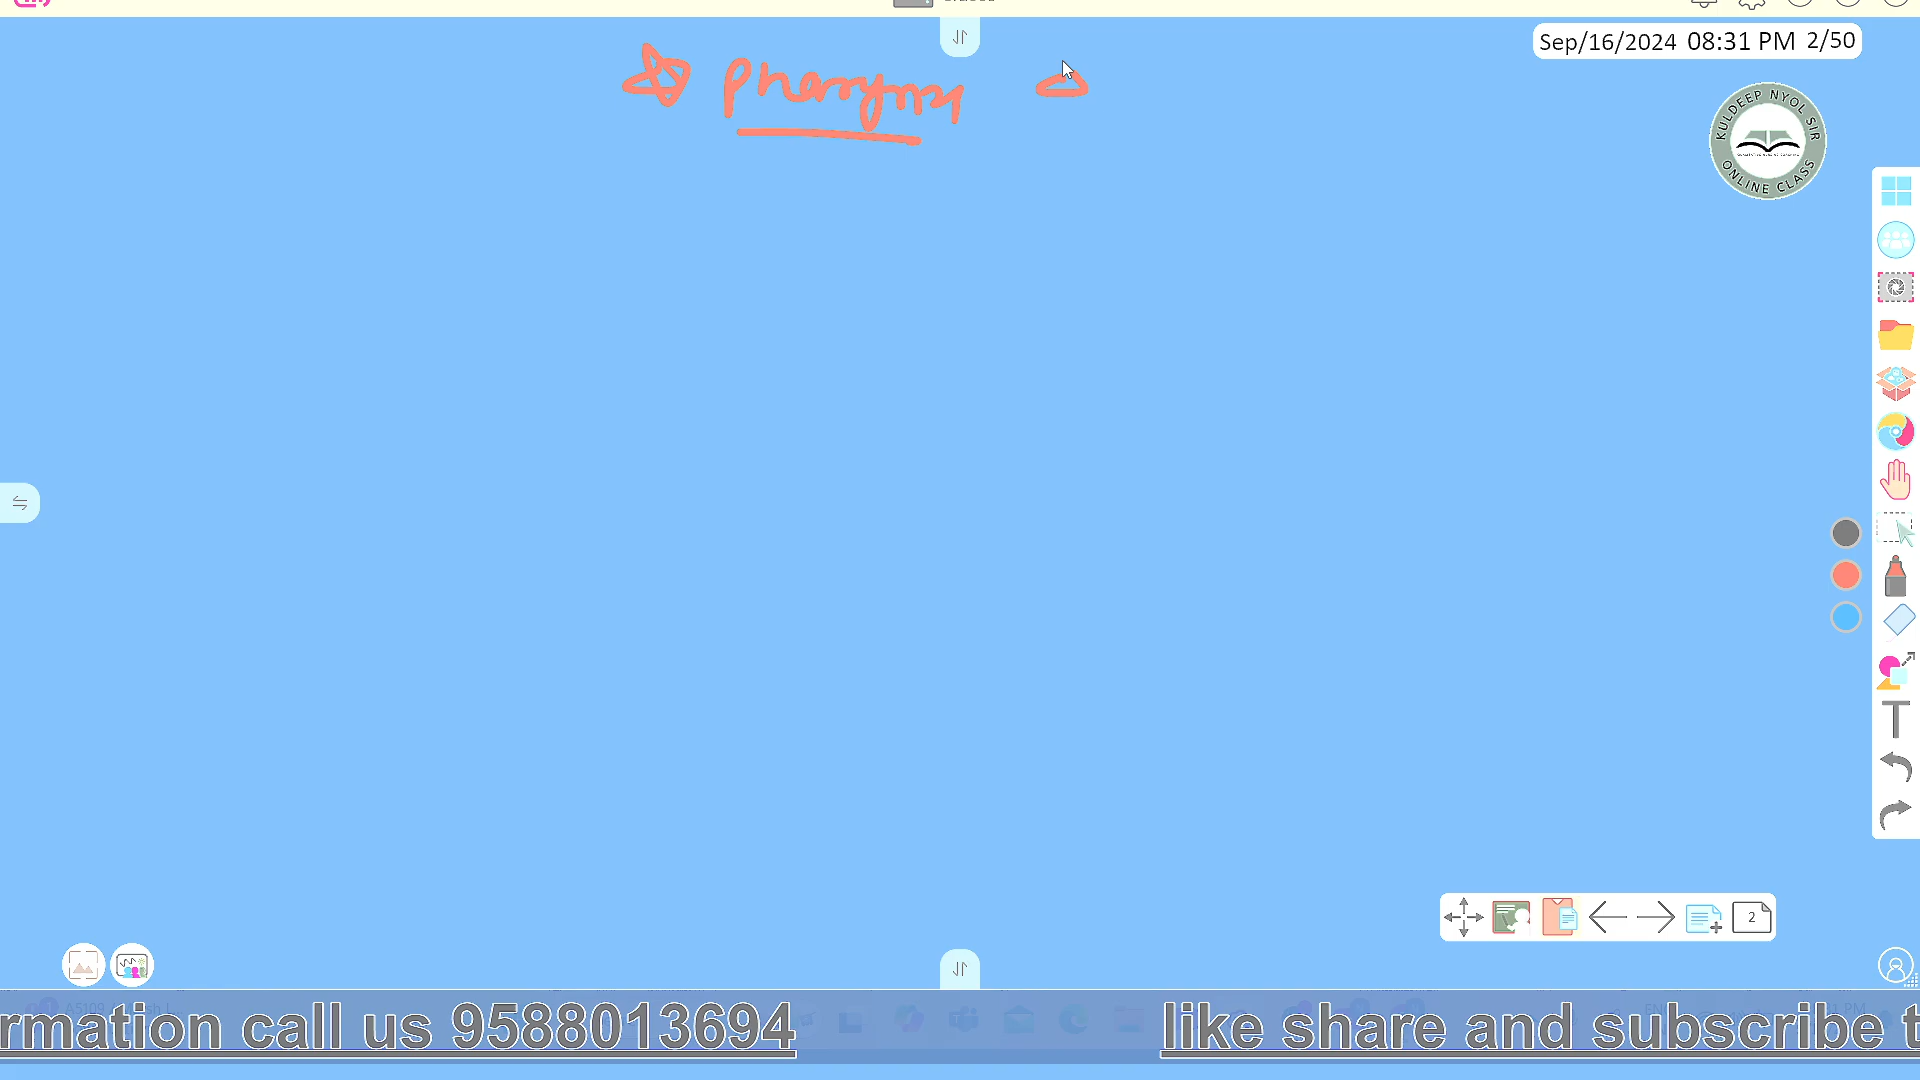 Sep/16/2024 08:31 PM 2/50
Pharynx
KULDEEP NYOL SIR
ONLINE CLASS
T
2
rmation call us 9588013694
like share and subscribe t